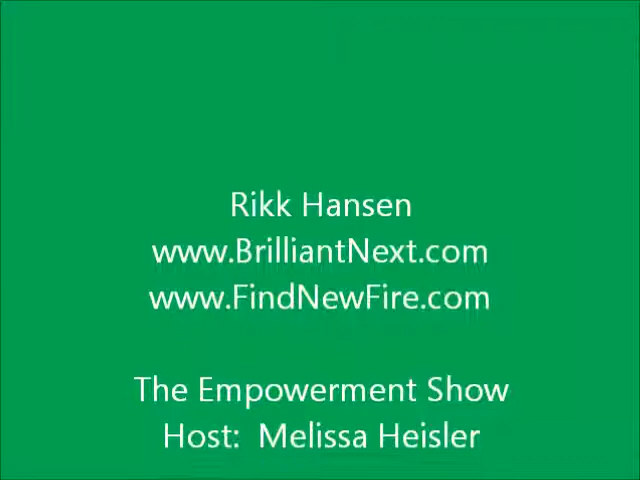 Rikk Hansen
www.BrilliantNext.com
www.FindNewFire.com
The Empowerment Show
Host:  Melissa Heisler